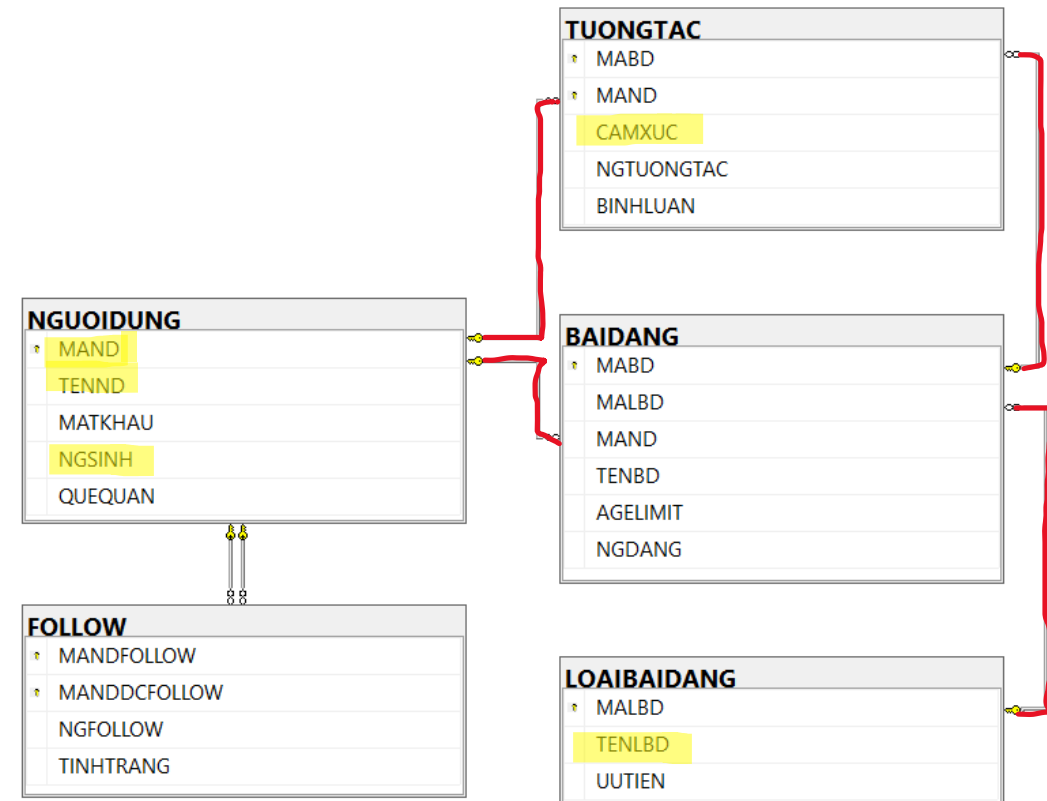 TUONGTAC
MABD
MAND
CAMXUC
NGTUONGTAC
BINHLUAN
NGUOIDUNG
MAND
TENND
MATKHAU
NGSINH
QUEQUAN
BAIDANG
MABD
MALBD
MAND
TENBD
AGELIMIT
NGDANG
FOLLOW
MANDFOLLOW
MANDDCFOLLOW
NGFOLLOW
TINHTRANG
LOAIBAIDANG
MALBD
TENLBD
UUTIEN